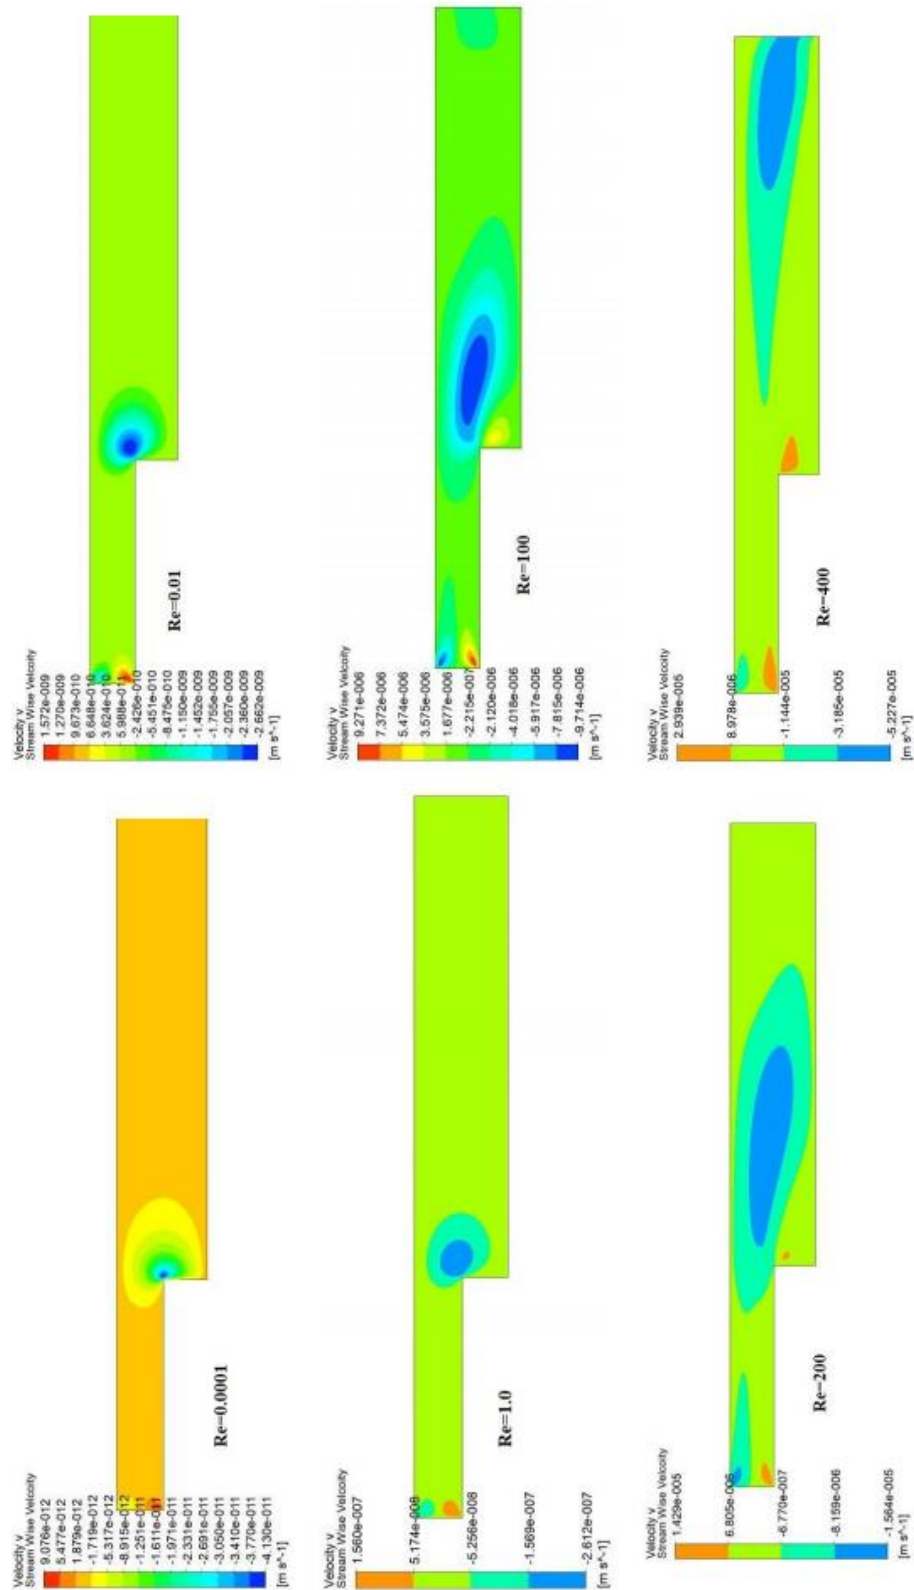 Velocity v
Stream Wise Velcoity
9.076e-012
5.477e-012
1.879e-012
-1.719e-012
-5.317e-012
-8.915e-012
-1.251e-011
-1.611e-011
-1.971e-011
-2.331e-011
-2.691e-011
-3.050e-011
-3.410e-011
-3.770e-011
-4.130e-011
[m s^-1]
Re=0.0001
Velocity v
Stream Wise Velcoity
1.572e-009
1.270e-009
9.673e-010
6.648e-010
3.624e-010
5.988e-011
-2.426e-010
-5.451e-010
-8.475e-010
-1.150e-009
-1.452e-009
-1.755e-009
-2.057e-009
-2.360e-009
-2.662e-009
[m s^-1]
Re=0.01
Velocity v
Stream Wise Velcoity
1.560e-007
5.174e-008
-5.256e-008
-1.569e-007
-2.612e-007
[m s^-1]
Re=1.0
Velocity v
Stream Wise Velcoity
9.271e-006
7.372e-006
5.474e-006
3.575e-006
1.677e-006
-2.215e-007
-2.120e-006
-4.018e-006
-5.917e-006
-7.815e-006
-9.714e-006
[m s^-1]
Re=100
Velocity v
Stream Wise Velcoity
1.429e-005
6.805e-006
-6.770e-007
-8.159e-006
-1.564e-005
[m s^-1]
Re=200
Velocity v
Stream Wise Velcoity
2.939e-005
8.978e-006
-1.144e-005
-3.185e-005
-5.227e-005
[m s^-1]
Re=400